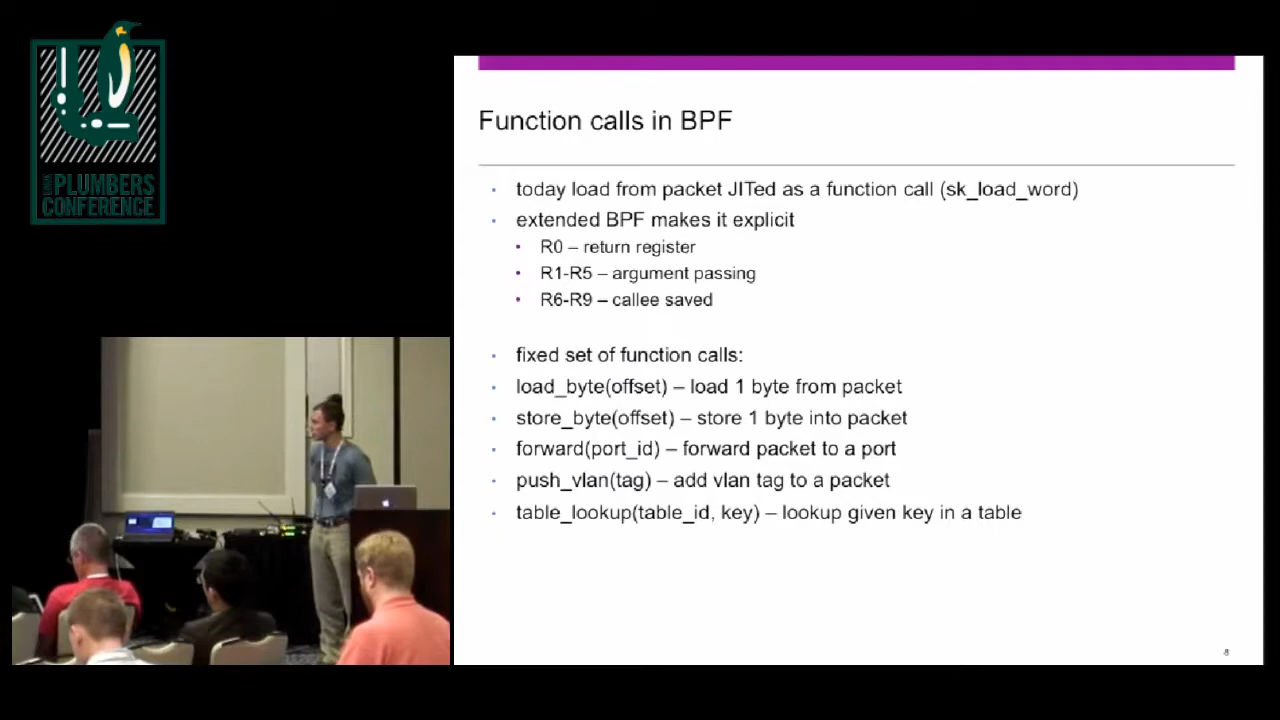 LINUX
PLUMBERS
CONFERENCE
Function calls in BPF
today load from packet JITed as a function call (sk_load_word)
extended BPF makes it explicit
R0 – return register
R1-R5 – argument passing
R6-R9 – callee saved
fixed set of function calls:
load_byte(offset) – load 1 byte from packet
store_byte(offset) – store 1 byte into packet
forward(port_id) – forward packet to a port
push_vlan(tag) – add vlan tag to a packet
table_lookup(table_id, key) – lookup given key in a table
8